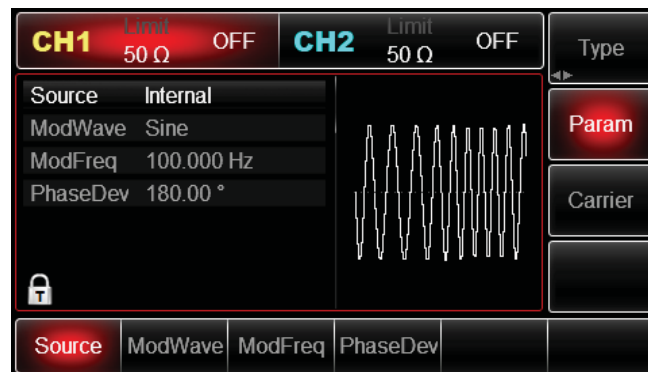 CH1 Limit 50 Ω OFF
CH2 Limit 50 Ω OFF
Type
Source Internal
ModWave Sine
ModFreq 100.000 Hz
PhaseDev 180.00 °
T
Param
Carrier
Source ModWave ModFreq PhaseDev